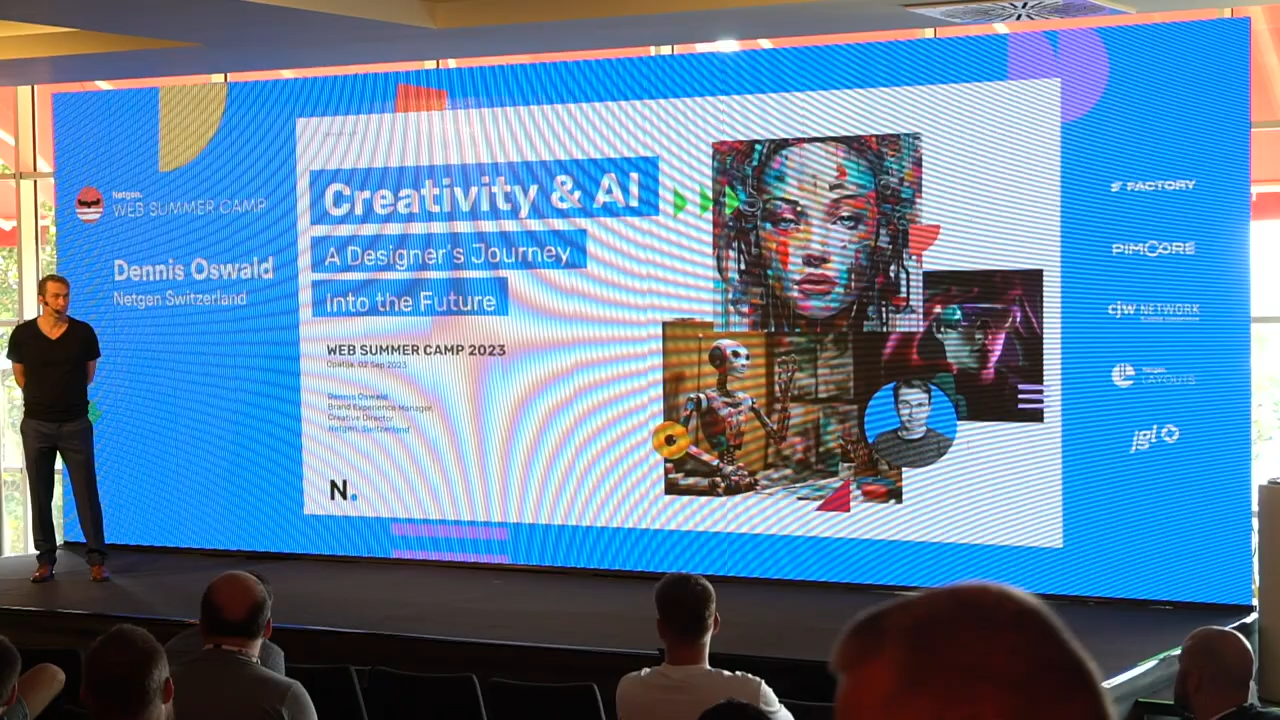 Netgen.
WEB SUMMER CAMP
Dennis Oswald
Netgen Switzerland
Creativity & AI
A Designer's Journey
Into the Future
WEB SUMMER CAMP 2023
Opatija, 02 Sep 2023
Dennis Oswald
Brand Experience Manager,
Creative Director
Netgen, Switzerland
N.
FACTORY
PIMCORE
cjw NETWORK
Netgen.
LAYOUTS
jgl